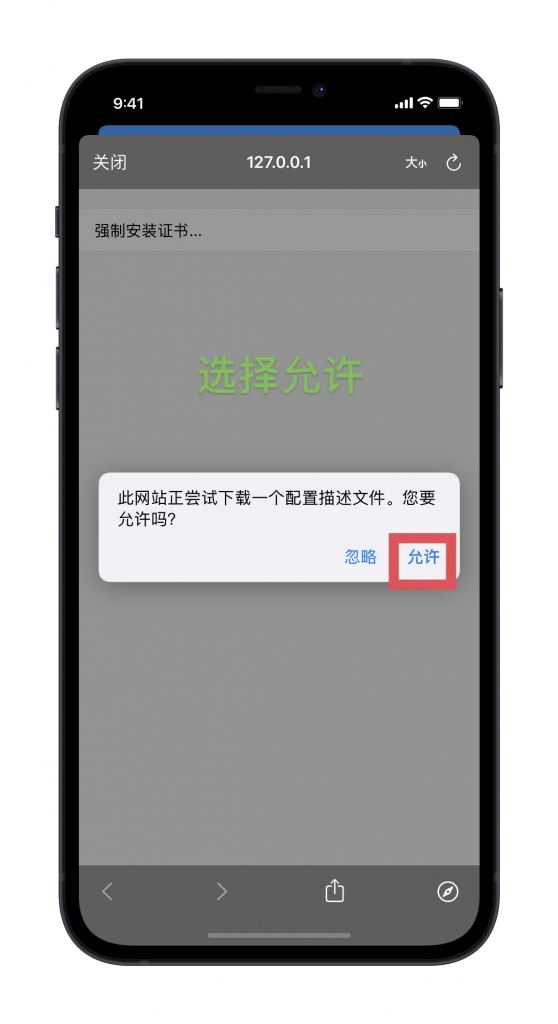 9:41
关闭
127.0.0.1
大小
强制安装证书...
选择允许
此网站正尝试下载一个配置描述文件。您要
允许吗?
忽略
允许